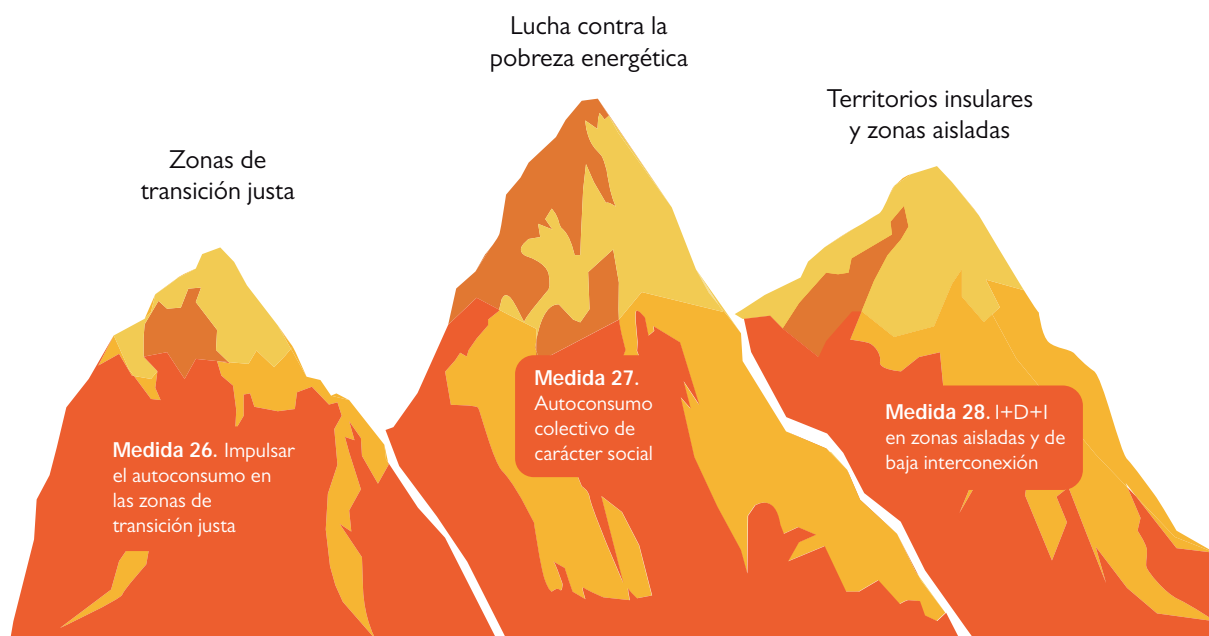 Lucha contra la
pobreza energética
Territorios insulares
y zonas aisladas
Zonas de
transición justa
Medida 27.
Autoconsumo
colectivo de
carácter social
Medida 28. I+D+I
en zonas aisladas y de
baja interconexión
Medida 26. Impulsar
el autoconsumo en
las zonas de
transición justa